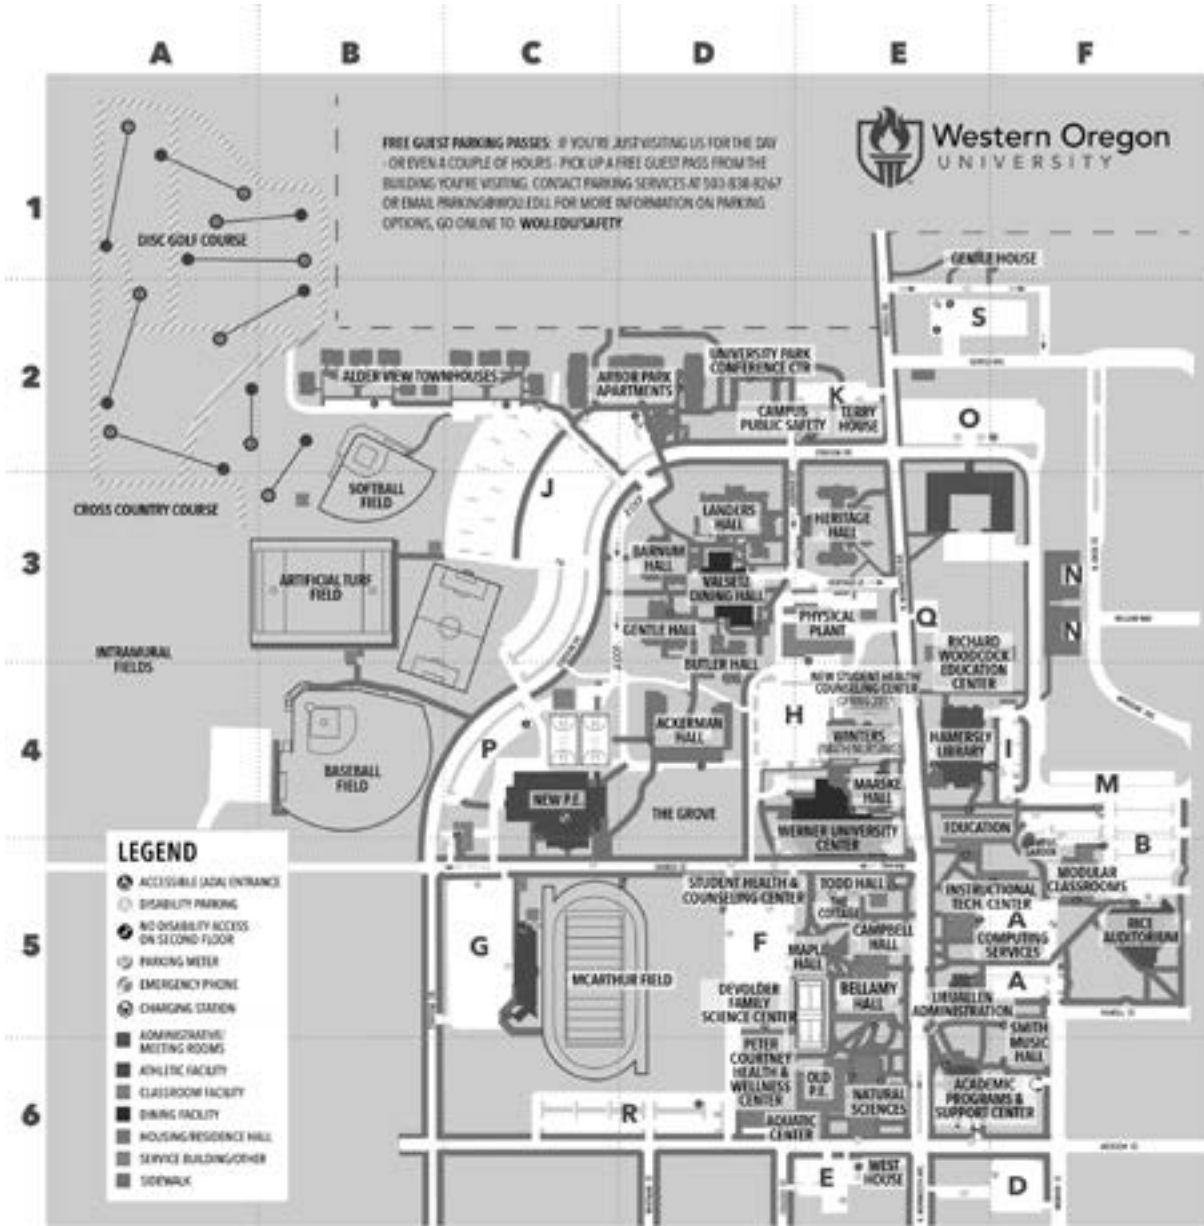 A B C D E F
FREE GUEST PARKING PASSES: IF YOU'RE JUST VISITING US FOR THE DAY
- OR EVEN A COUPLE OF HOURS - PICK UP A FREE GUEST PASS FROM THE
BUILDING YOU'RE VISITING. CONTACT PARKING SERVICES AT 503-838-8267
OR EMAIL PARKING@WOU.EDU. FOR MORE INFORMATION ON PARKING
OPTIONS, GO ONLINE TO: WOU.EDU/SAFETY
Western Oregon
UNIVERSITY
1
DISC GOLF COURSE
GENTLE HOUSE
S
2
ALDER VIEW TOWNHOUSES
ARBOR PARK
APARTMENTS
UNIVERSITY PARK
CONFERENCE CTR
K
CAMPUS
PUBLIC SAFETY
TERRY
HOUSE
O
CROSS COUNTRY COURSE
SOFTBALL
FIELD
J
LANDERS
HALL
HERITAGE
HALL
3
ARTIFICIAL TURF
FIELD
BARNUM
HALL
VALSETZ
DINING HALL
N
N
GENTLE HALL
PHYSICAL
PLANT
Q
INTRAMURAL
FIELDS
BUTLER HALL
RICHARD
WOODCOCK
EDUCATION
CENTER
NEW STUDENT HEALTH
COUNSELING CENTER
4
BASEBALL
FIELD
P
ACKERMAN
HALL
H
WINTERS
(MATH/NURSING)
HAMERSLY
LIBRARY
I
NEW P.E.
THE GROVE
MAASKE
HALL
M
WERNER UNIVERSITY
CENTER
EDUCATION
B
MODULAR
CLASSROOMS
STUDENT HEALTH &
COUNSELING CENTER
TODD HALL
THE
COTTAGE
INSTRUCTIONAL
TECH. CENTER
5
G
MCARTHUR FIELD
F
MAPLE
HALL
CAMPBELL
HALL
A
COMPUTING
SERVICES
RICE
AUDITORIUM
DEVOLDER
FAMILY
SCIENCE CENTER
BELLAMY
HALL
A
LIEUALLEN
ADMINISTRATION
SMITH
MUSIC
HALL
PETER
COURTNEY
HEALTH &
WELLNESS
CENTER
OLD
P.E.
NATURAL
SCIENCES
ACADEMIC
PROGRAMS &
SUPPORT CENTER
6
R
AQUATIC
CENTER
E
WEST
HOUSE
D
LEGEND
ACCESSIBLE (ADA) ENTRANCE
DISABILITY PARKING
NO DISABILITY ACCESS
ON SECOND FLOOR
PARKING METER
EMERGENCY PHONE
CHARGING STATION
ADMINISTRATIVE/
MEETING ROOMS
ATHLETIC FACILITY
CLASSROOM FACILITY
DINING FACILITY
HOUSING/RESIDENCE HALL
SERVICE BUILDING/OTHER
SIDEWALK